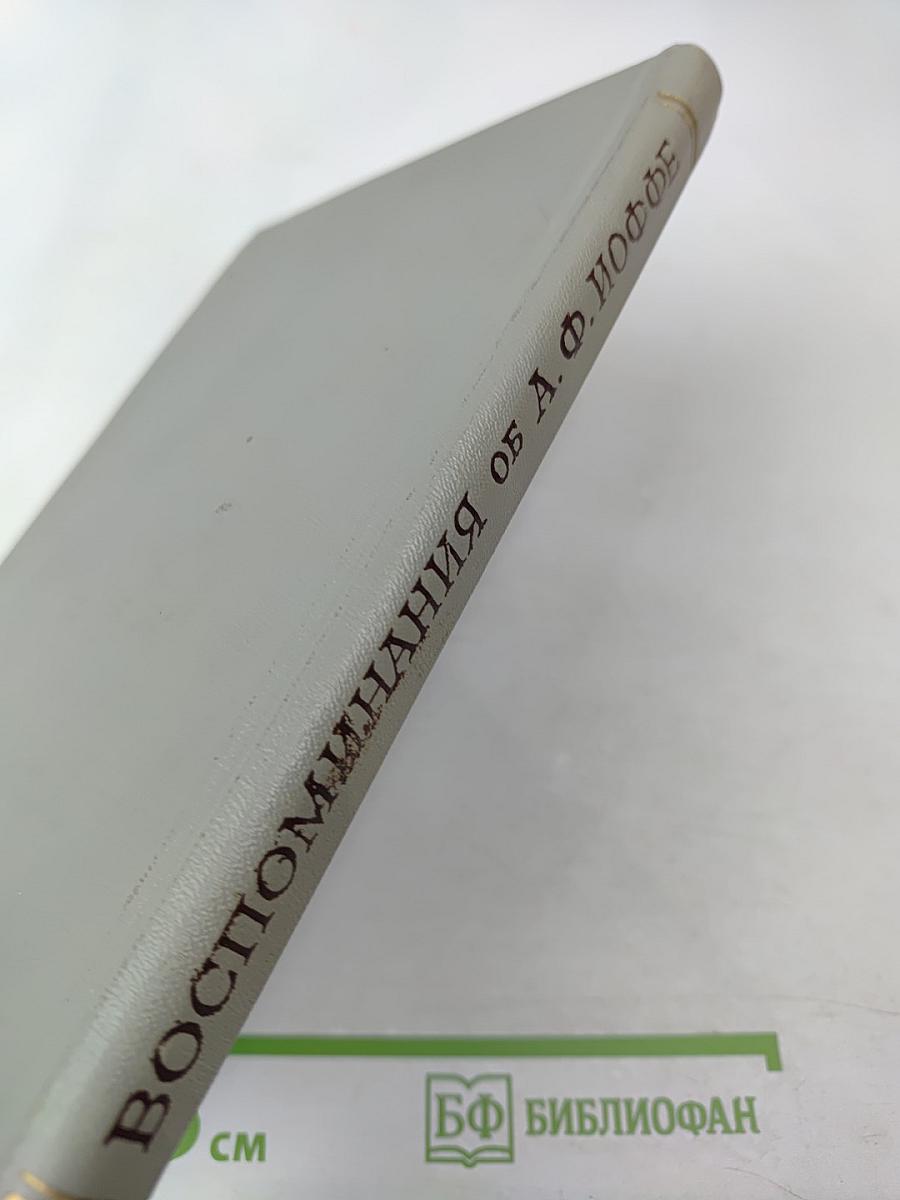 ВОСПОМИНАНИЯ ОБ А. Ф. ИОФФЕ
см
БФ БИБЛИОФАН